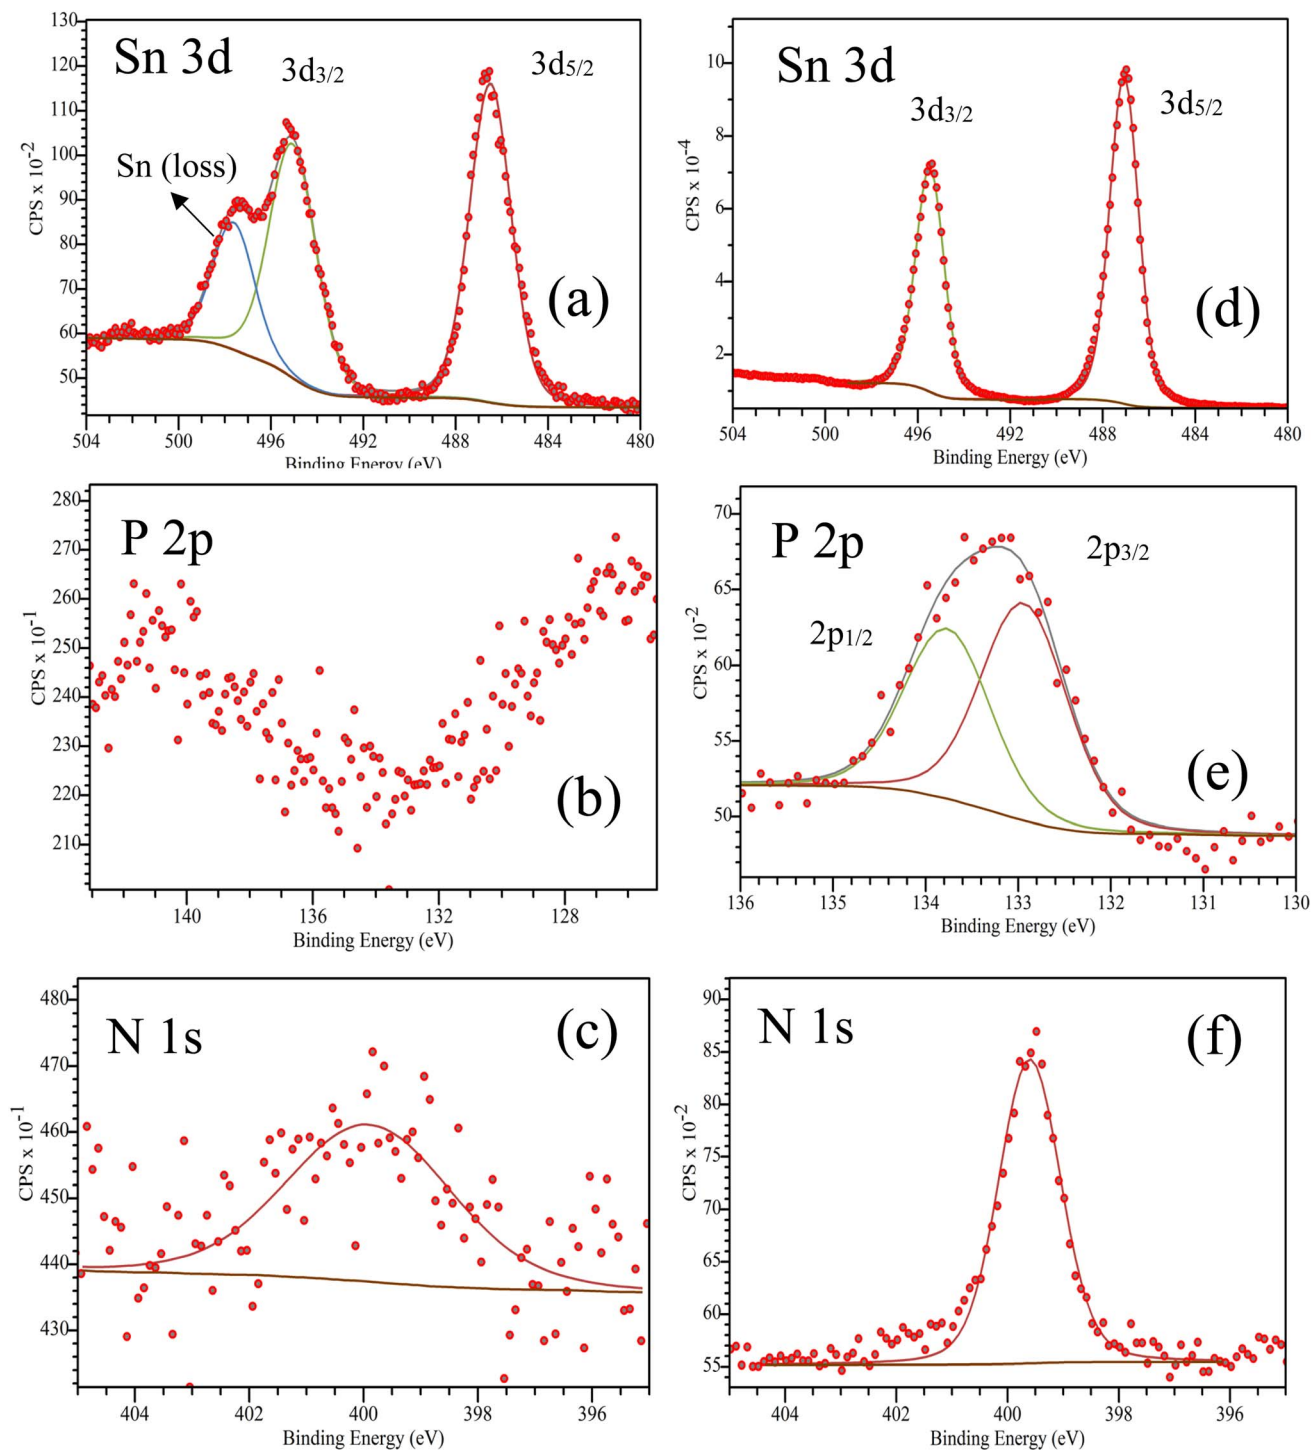 130
120
110
100
90
80
70
60
50
CPS x 10-2
Sn 3d
3d3/2
3d5/2
Sn (loss)
(a)
504 500 496 492 488 484 480
Binding Energy (eV)
10
8
6
4
2
CPS x 10-4
Sn 3d
3d3/2
3d5/2
(d)
504 500 496 492 488 484 480
Binding Energy (eV)
280
270
260
250
240
230
220
210
CPS x 10-1
P 2p
(b)
140 136 132 128
Binding Energy (eV)
70
65
60
55
50
CPS x 10-2
P 2p
2p3/2
2p1/2
(e)
136 135 134 133 132 131 130
Binding Energy (eV)
480
470
460
450
440
430
CPS x 10-1
N 1s
(c)
404 402 400 398 396
Binding Energy (eV)
90
85
80
75
70
65
60
55
CPS x 10-2
N 1s
(f)
404 402 400 398 396
Binding Energy (eV)